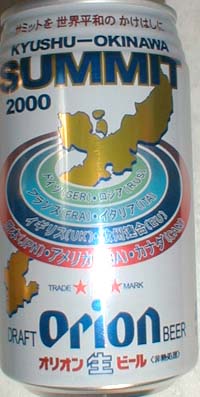 サミットを 世界平和の かけはしに
KYUSHU-OKINAWA
SUMMIT
2000
ドイツ(GER)・ロシア(RUS)
フランス(FRA)・イタリア(ITA)
イギリス(UK)・欧州連合(EU)
日本(JPN)・アメリカ(USA)・カナダ(CAN)
TRADE MARK
DRAFT Orion BEER
オリオン 生 ビール 〈非熱処理〉